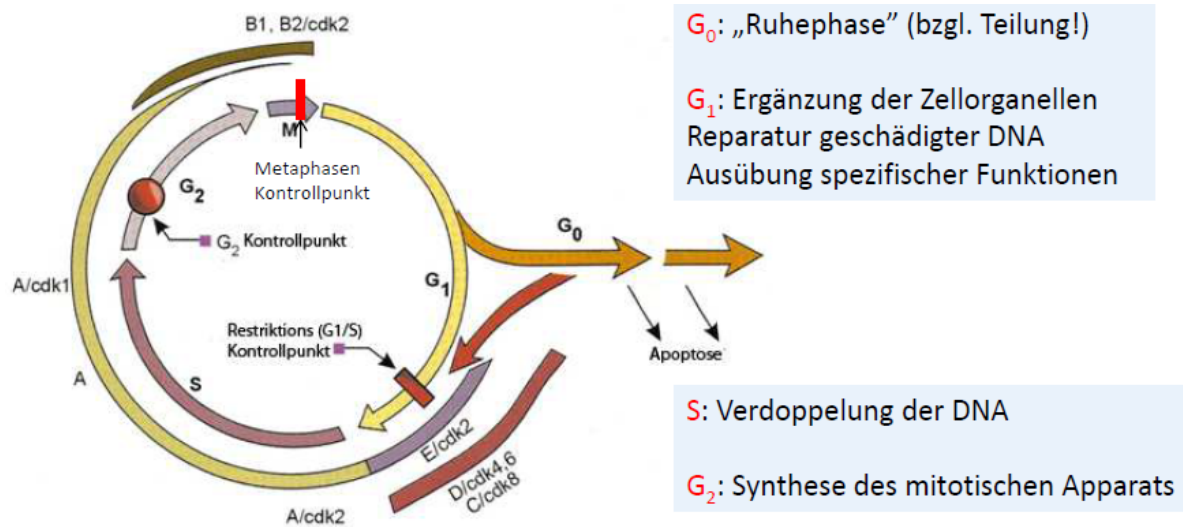 B1, B2/cdk2
M
Metaphasen
Kontrollpunkt
G2
G2 Kontrollpunkt
G0
G1
A/cdk1
Restriktions (G1/S)
Kontrollpunkt
Apoptose
A
S
E/cdk2
D/cdk4,6
C/cdk8
A/cdk2
G0: „Ruhephase” (bzgl. Teilung!)
G1: Ergänzung der Zellorganellen
Reparatur geschädigter DNA
Ausübung spezifischer Funktionen
S: Verdoppelung der DNA
G2: Synthese des mitotischen Apparats